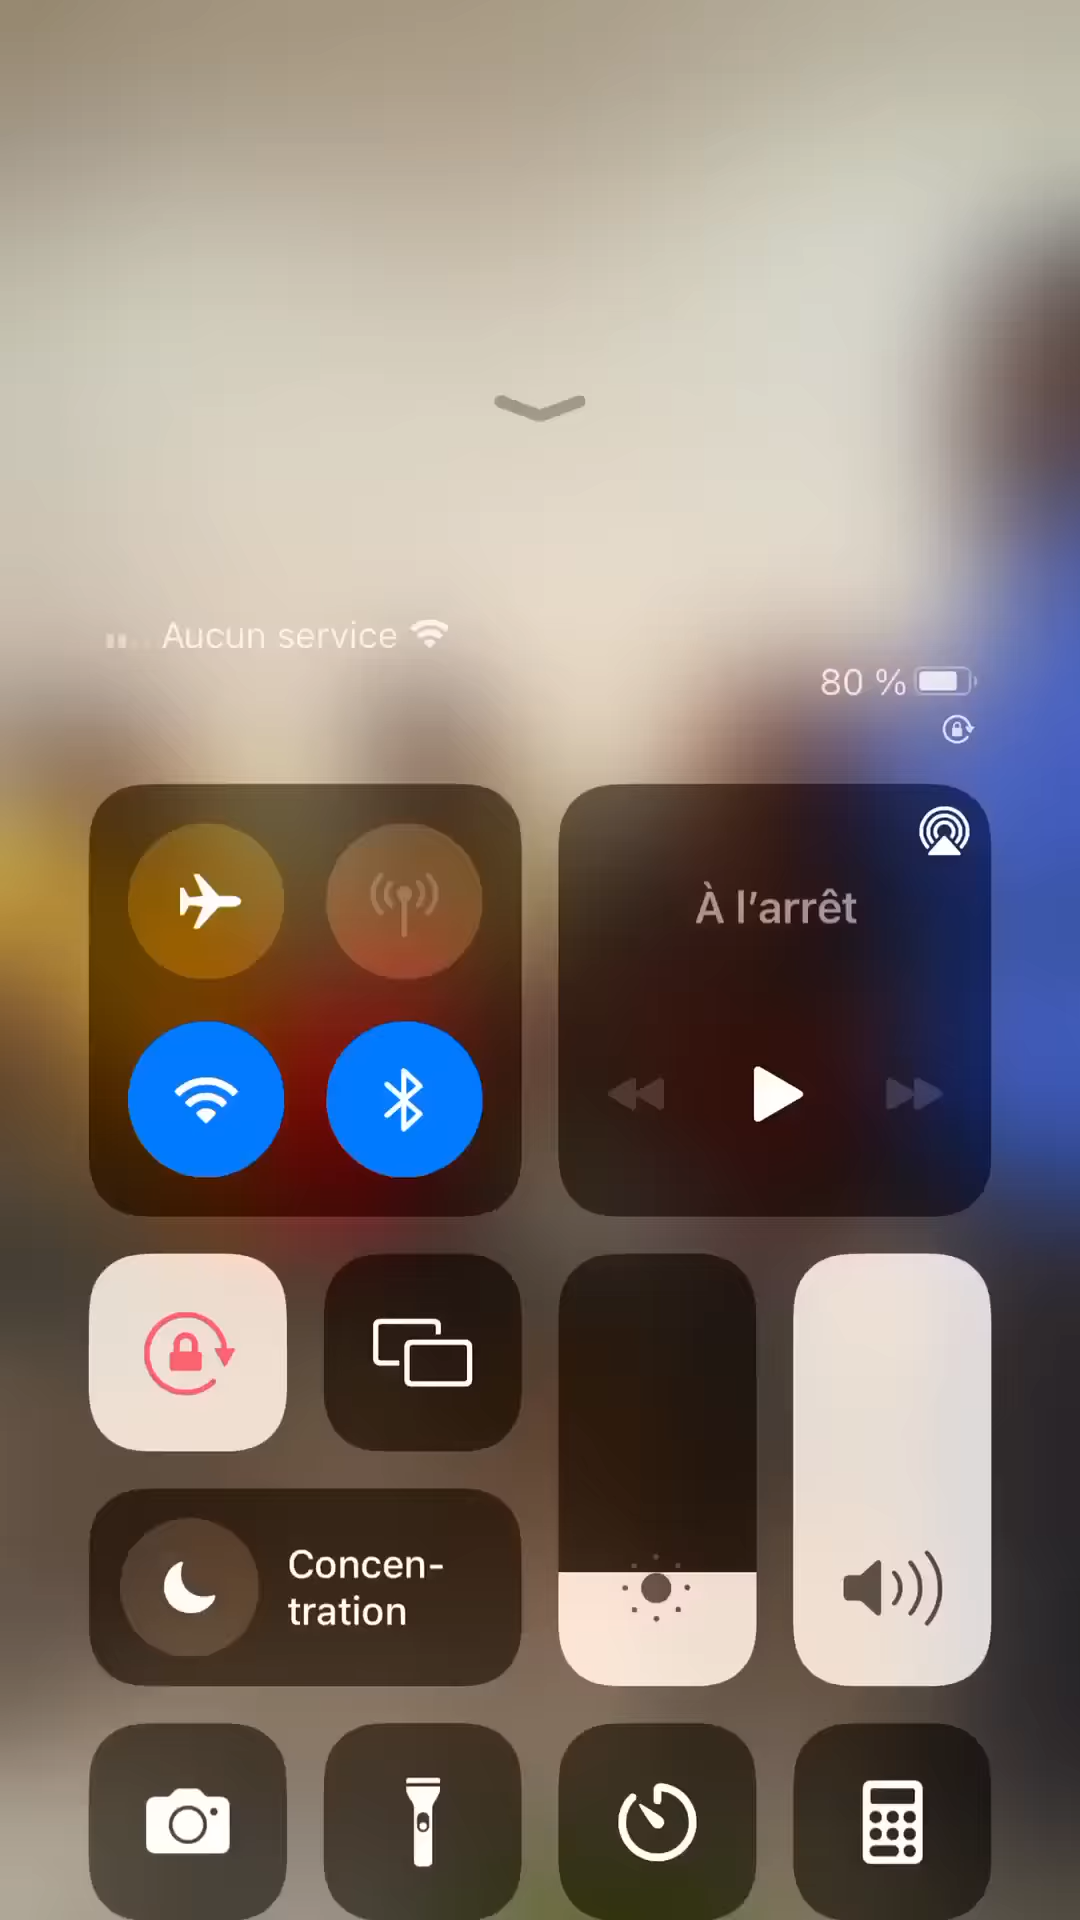 Aucun service
80 %
À l’arrêt
Concen-
tration